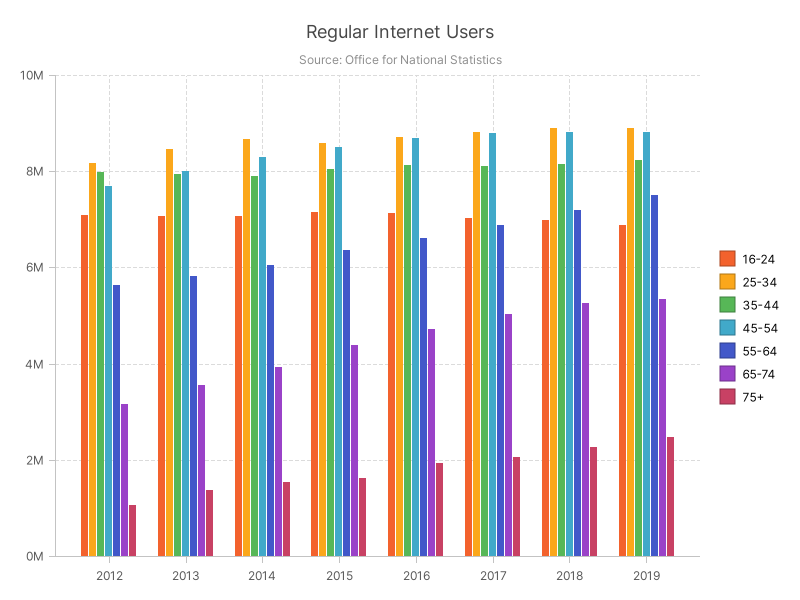 Regular Internet Users
Source: Office for National Statistics
10M
8M
6M
4M
2M
0M
2012 2013 2014 2015 2016 2017 2018 2019
16-24
25-34
35-44
45-54
55-64
65-74
75+